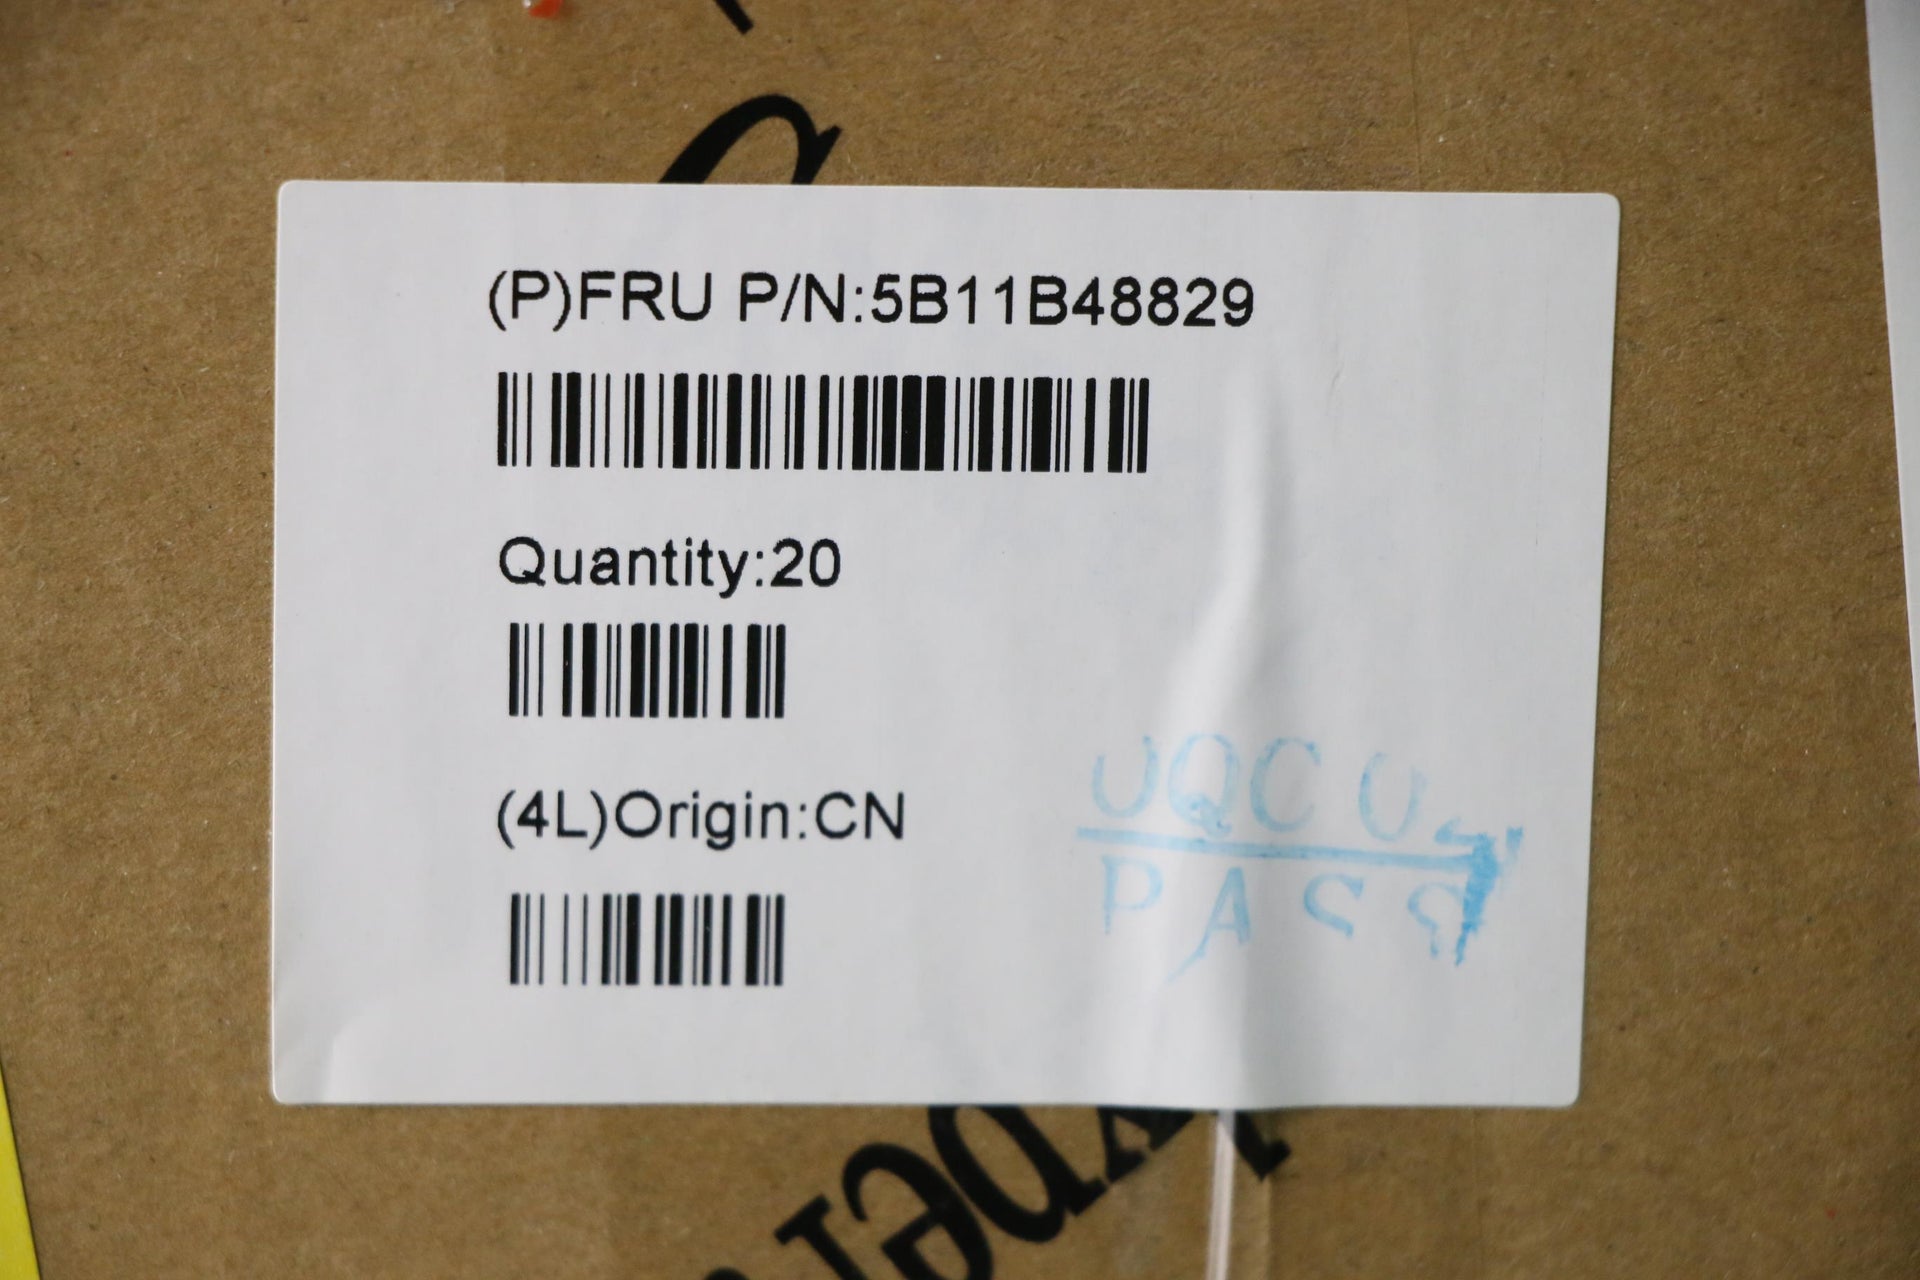 (P)FRU P/N:5B11B48829
Quantity:20
(4L)Origin:CN
PASS